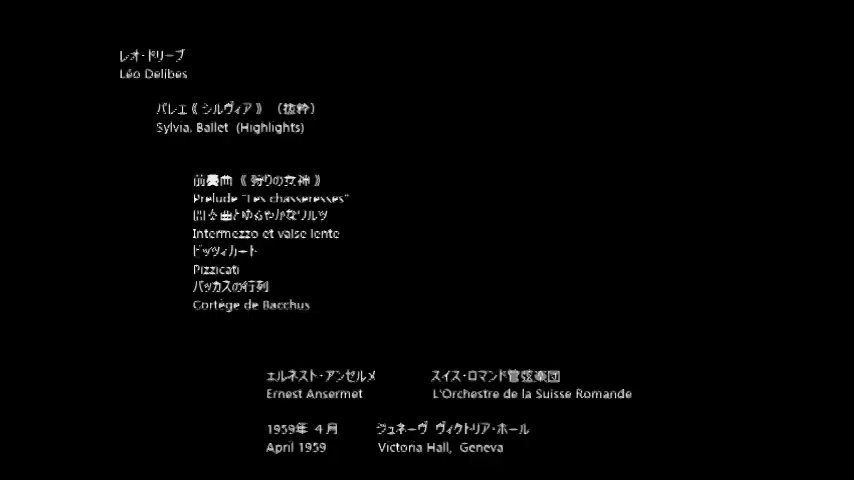 レオ・ドリーブ
Léo Delibes
バレエ《 シルヴィア 》 （抜粋）
Sylvia. Ballet (Highlights)
前奏曲 《 狩りの女神 》
Prelude "Les chasseresses"
間奏曲とゆるやかなワルツ
Intermezzo et valse lente
ピッツィカート
Pizzicati
バッカスの行列
Cortège de Bacchus
エルネスト・アンセルメ スイス・ロマンド管弦楽団
Ernest Ansermet L'Orchestre de la Suisse Romande
1959年 4月 ジュネーヴ ヴィクトリア・ホール
April 1959 Victoria Hall, Geneva